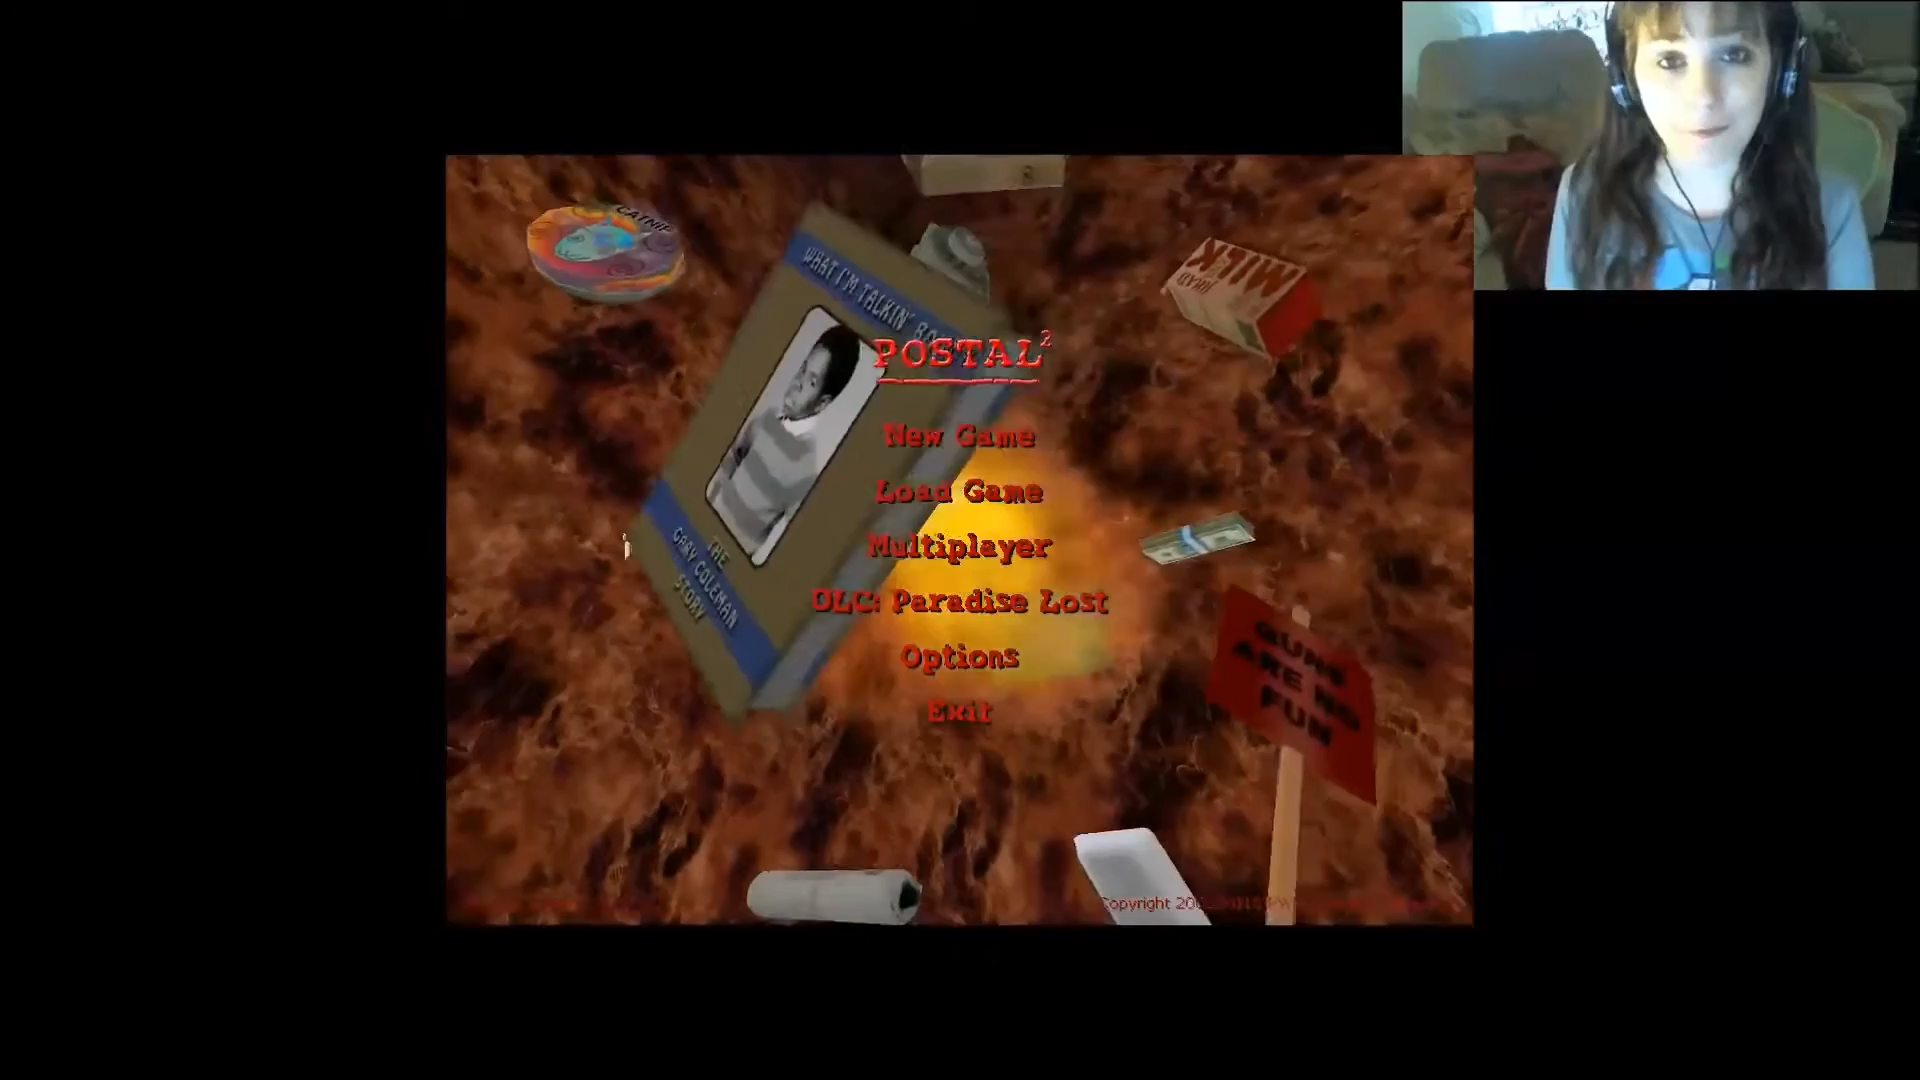 CATNIP
WHAT I'M TALKIN'
MILK
POSTAL²
New Game
Load Game
Multiplayer
DLC: Paradise Lost
Options
Exit
THE
GARY COLEMAN
STORY
GUNS
ARE NO
FUN
Copyright